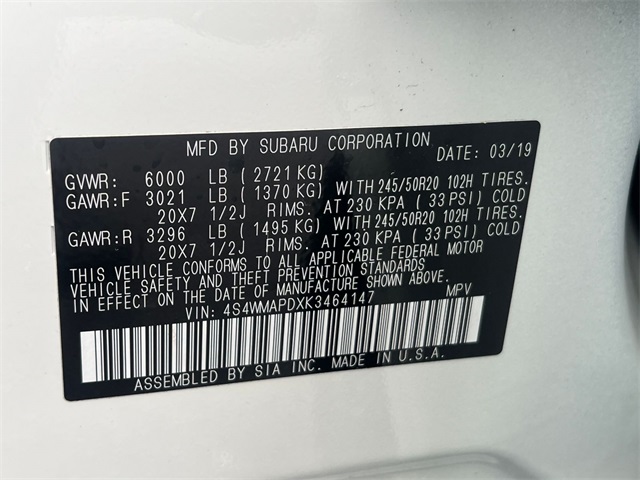 MFD BY SUBARU CORPORATION
DATE: 03/19
GVWR: 6000 LB ( 2721 KG)
GAWR:F 3021 LB ( 1370 KG) WITH 245/50R20 102H TIRES.
20X7 1/2J RIMS. AT 230 KPA ( 33 PSI) COLD
GAWR:R 3296 LB ( 1495 KG) WITH 245/50R20 102H TIRES.
20X7 1/2J RIMS. AT 230 KPA ( 33 PSI) COLD
THIS VEHICLE CONFORMS TO ALL APPLICABLE FEDERAL MOTOR
VEHICLE SAFETY AND THEFT PREVENTION STANDARDS
IN EFFECT ON THE DATE OF MANUFACTURE SHOWN ABOVE.
VIN: 4S4WMAPDXK3464147 MPV
ASSEMBLED BY SIA INC. MADE IN U.S.A.